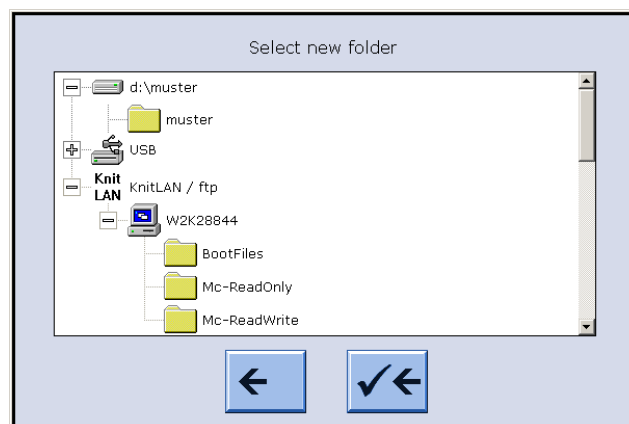 Select new folder
d:\muster
muster
USB
Knit
LAN
KnitLAN / ftp
W2K28844
BootFiles
Mc-ReadOnly
Mc-ReadWrite